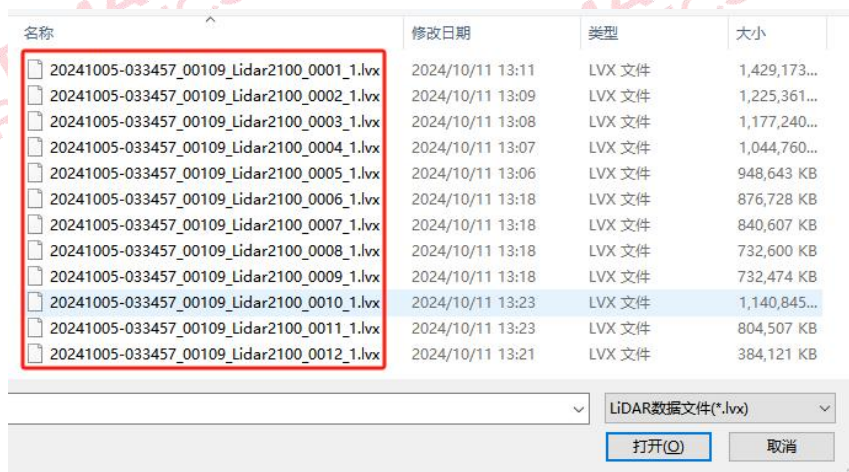 名称 修改日期 类型 大小
20241005-033457_00109_Lidar2100_0001_1.lvx 2024/10/11 13:11 LVX 文件 1,429,173...
20241005-033457_00109_Lidar2100_0002_1.lvx 2024/10/11 13:09 LVX 文件 1,225,361...
20241005-033457_00109_Lidar2100_0003_1.lvx 2024/10/11 13:08 LVX 文件 1,177,240...
20241005-033457_00109_Lidar2100_0004_1.lvx 2024/10/11 13:07 LVX 文件 1,044,760...
20241005-033457_00109_Lidar2100_0005_1.lvx 2024/10/11 13:06 LVX 文件 948,643 KB
20241005-033457_00109_Lidar2100_0006_1.lvx 2024/10/11 13:18 LVX 文件 876,728 KB
20241005-033457_00109_Lidar2100_0007_1.lvx 2024/10/11 13:18 LVX 文件 840,607 KB
20241005-033457_00109_Lidar2100_0008_1.lvx 2024/10/11 13:18 LVX 文件 732,600 KB
20241005-033457_00109_Lidar2100_0009_1.lvx 2024/10/11 13:18 LVX 文件 732,474 KB
20241005-033457_00109_Lidar2100_0010_1.lvx 2024/10/11 13:23 LVX 文件 1,140,845...
20241005-033457_00109_Lidar2100_0011_1.lvx 2024/10/11 13:23 LVX 文件 804,507 KB
20241005-033457_00109_Lidar2100_0012_1.lvx 2024/10/11 13:21 LVX 文件 384,121 KB
LiDAR数据文件(*.lvx)
打开(O) 取消